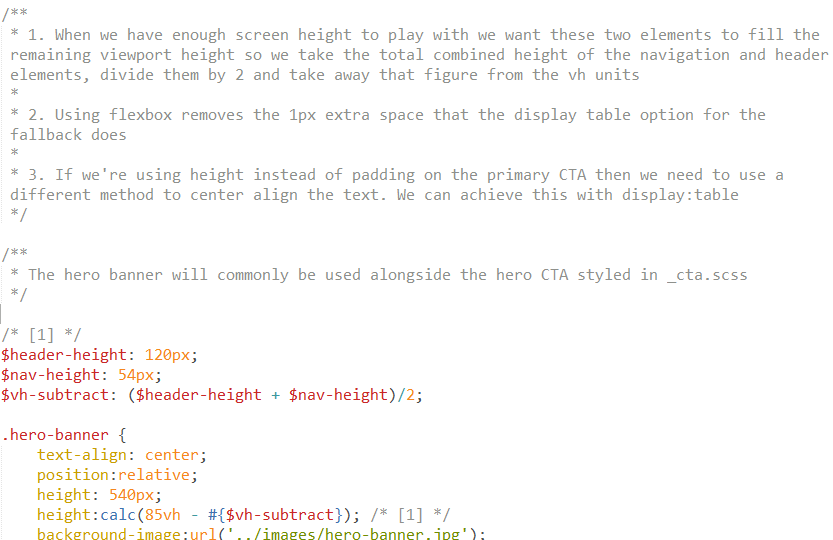 /**
 * 1. When we have enough screen height to play with we want these two elements to fill the
remaining viewport height so we take the total combined height of the navigation and header
elements, divide them by 2 and take away that figure from the vh units
 *
 * 2. Using flexbox removes the 1px extra space that the display table option for the
fallback does
 *
 * 3. If we're using height instead of padding on the primary CTA then we need to use a
different method to center align the text. We can achieve this with display:table
 */
/**
 * The hero banner will commonly be used alongside the hero CTA styled in _cta.scss
 */
/* [1] */
$header-height: 120px;
$nav-height: 54px;
$vh-subtract: ($header-height + $nav-height)/2;
.hero-banner {
    text-align: center;
    position:relative;
    height: 540px;
    height:calc(85vh - #{$vh-subtract}); /* [1] */
    background-image:url('../images/hero-banner.jpg');